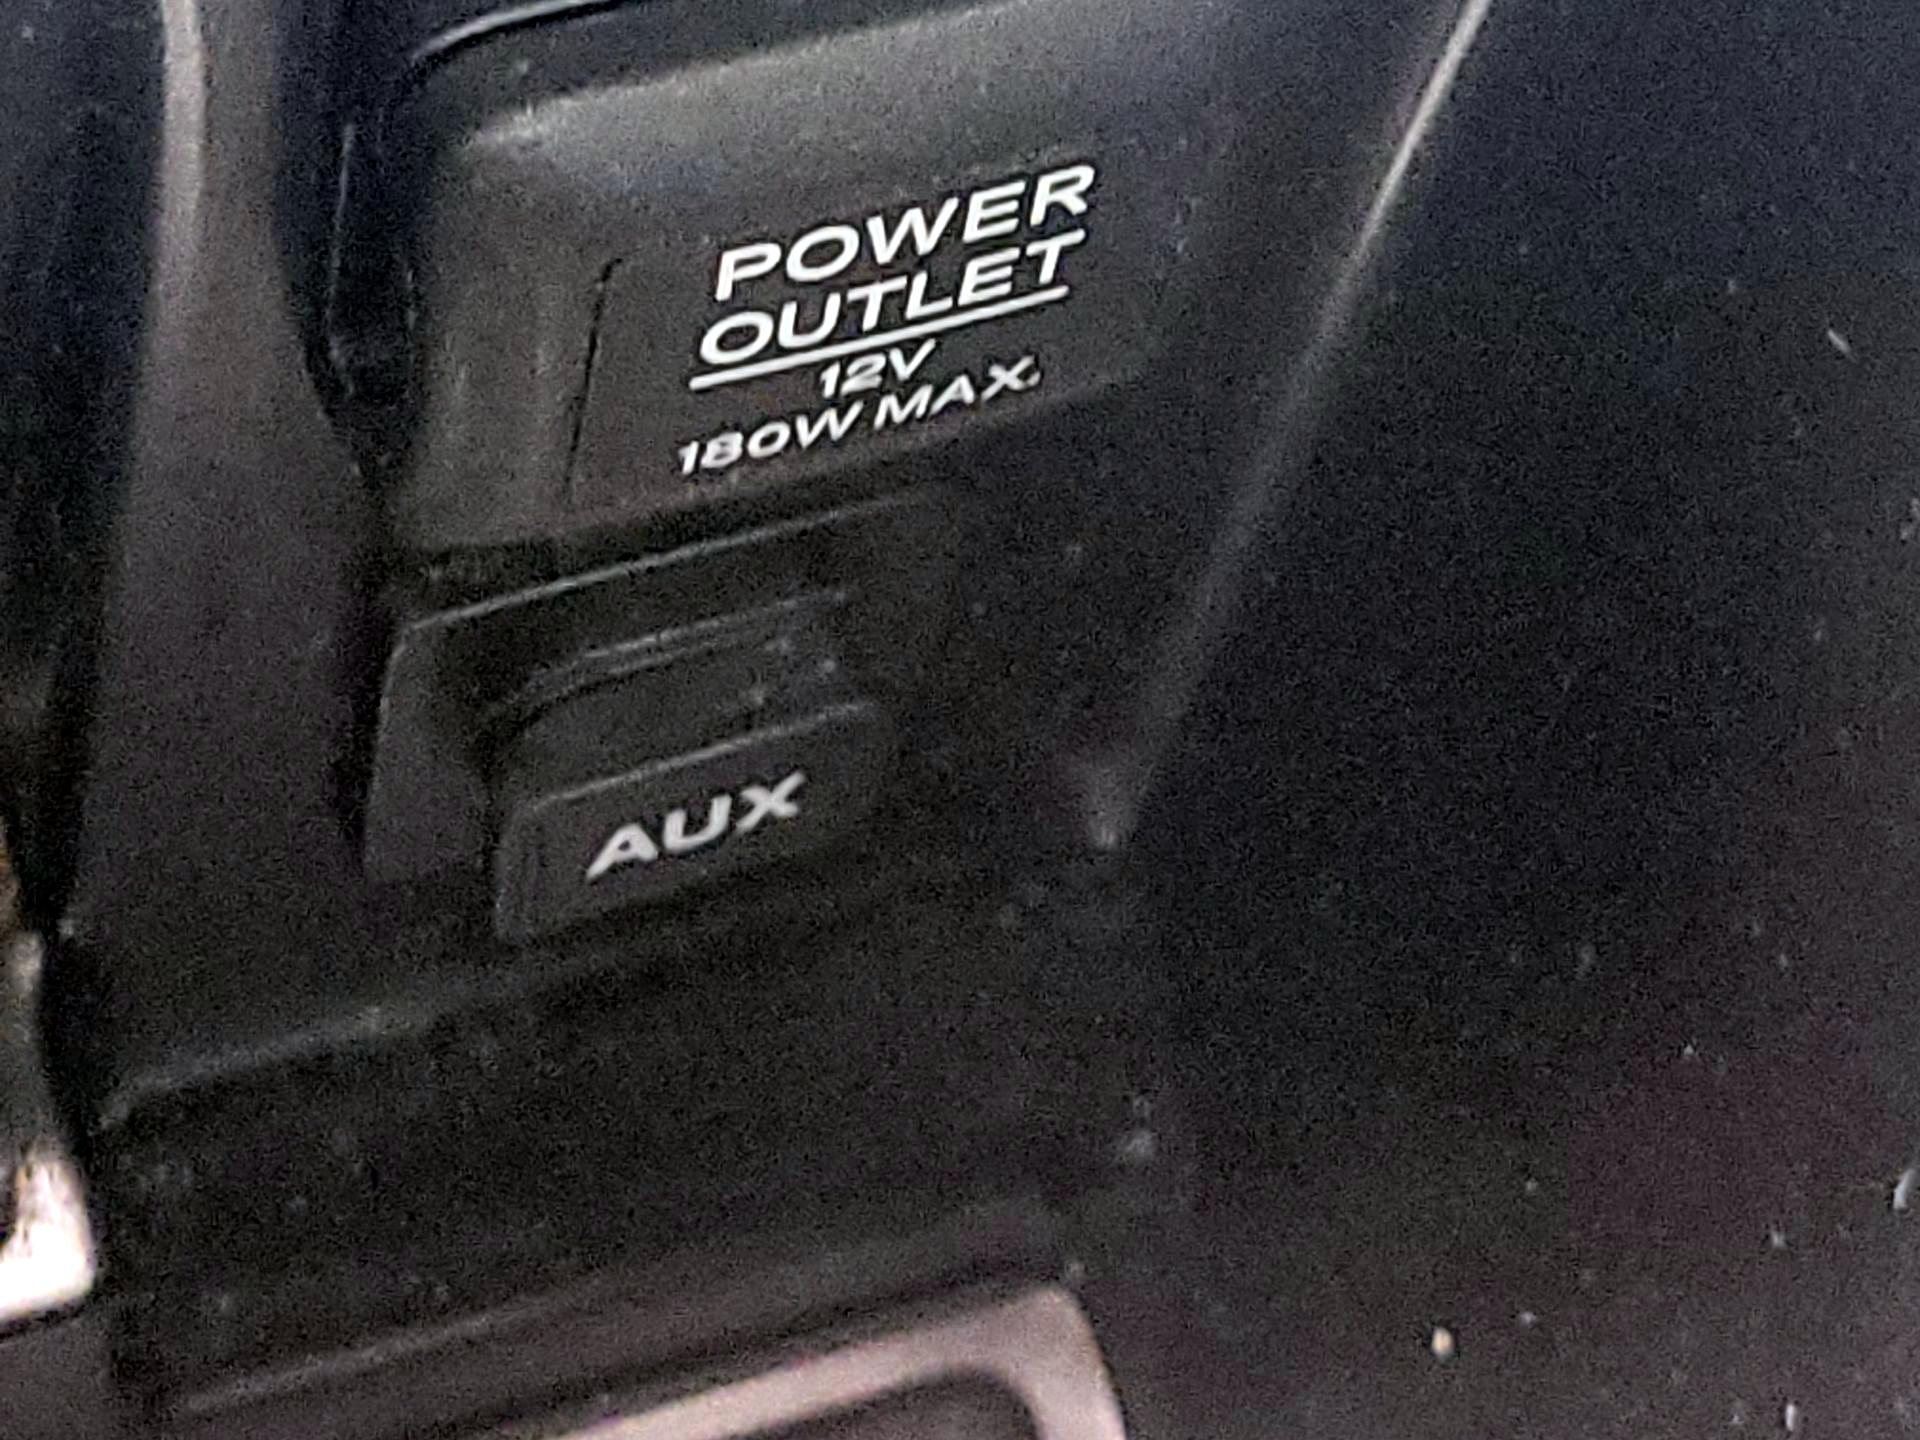 POWER
OUTLET
12V
180W MAX.
AUX